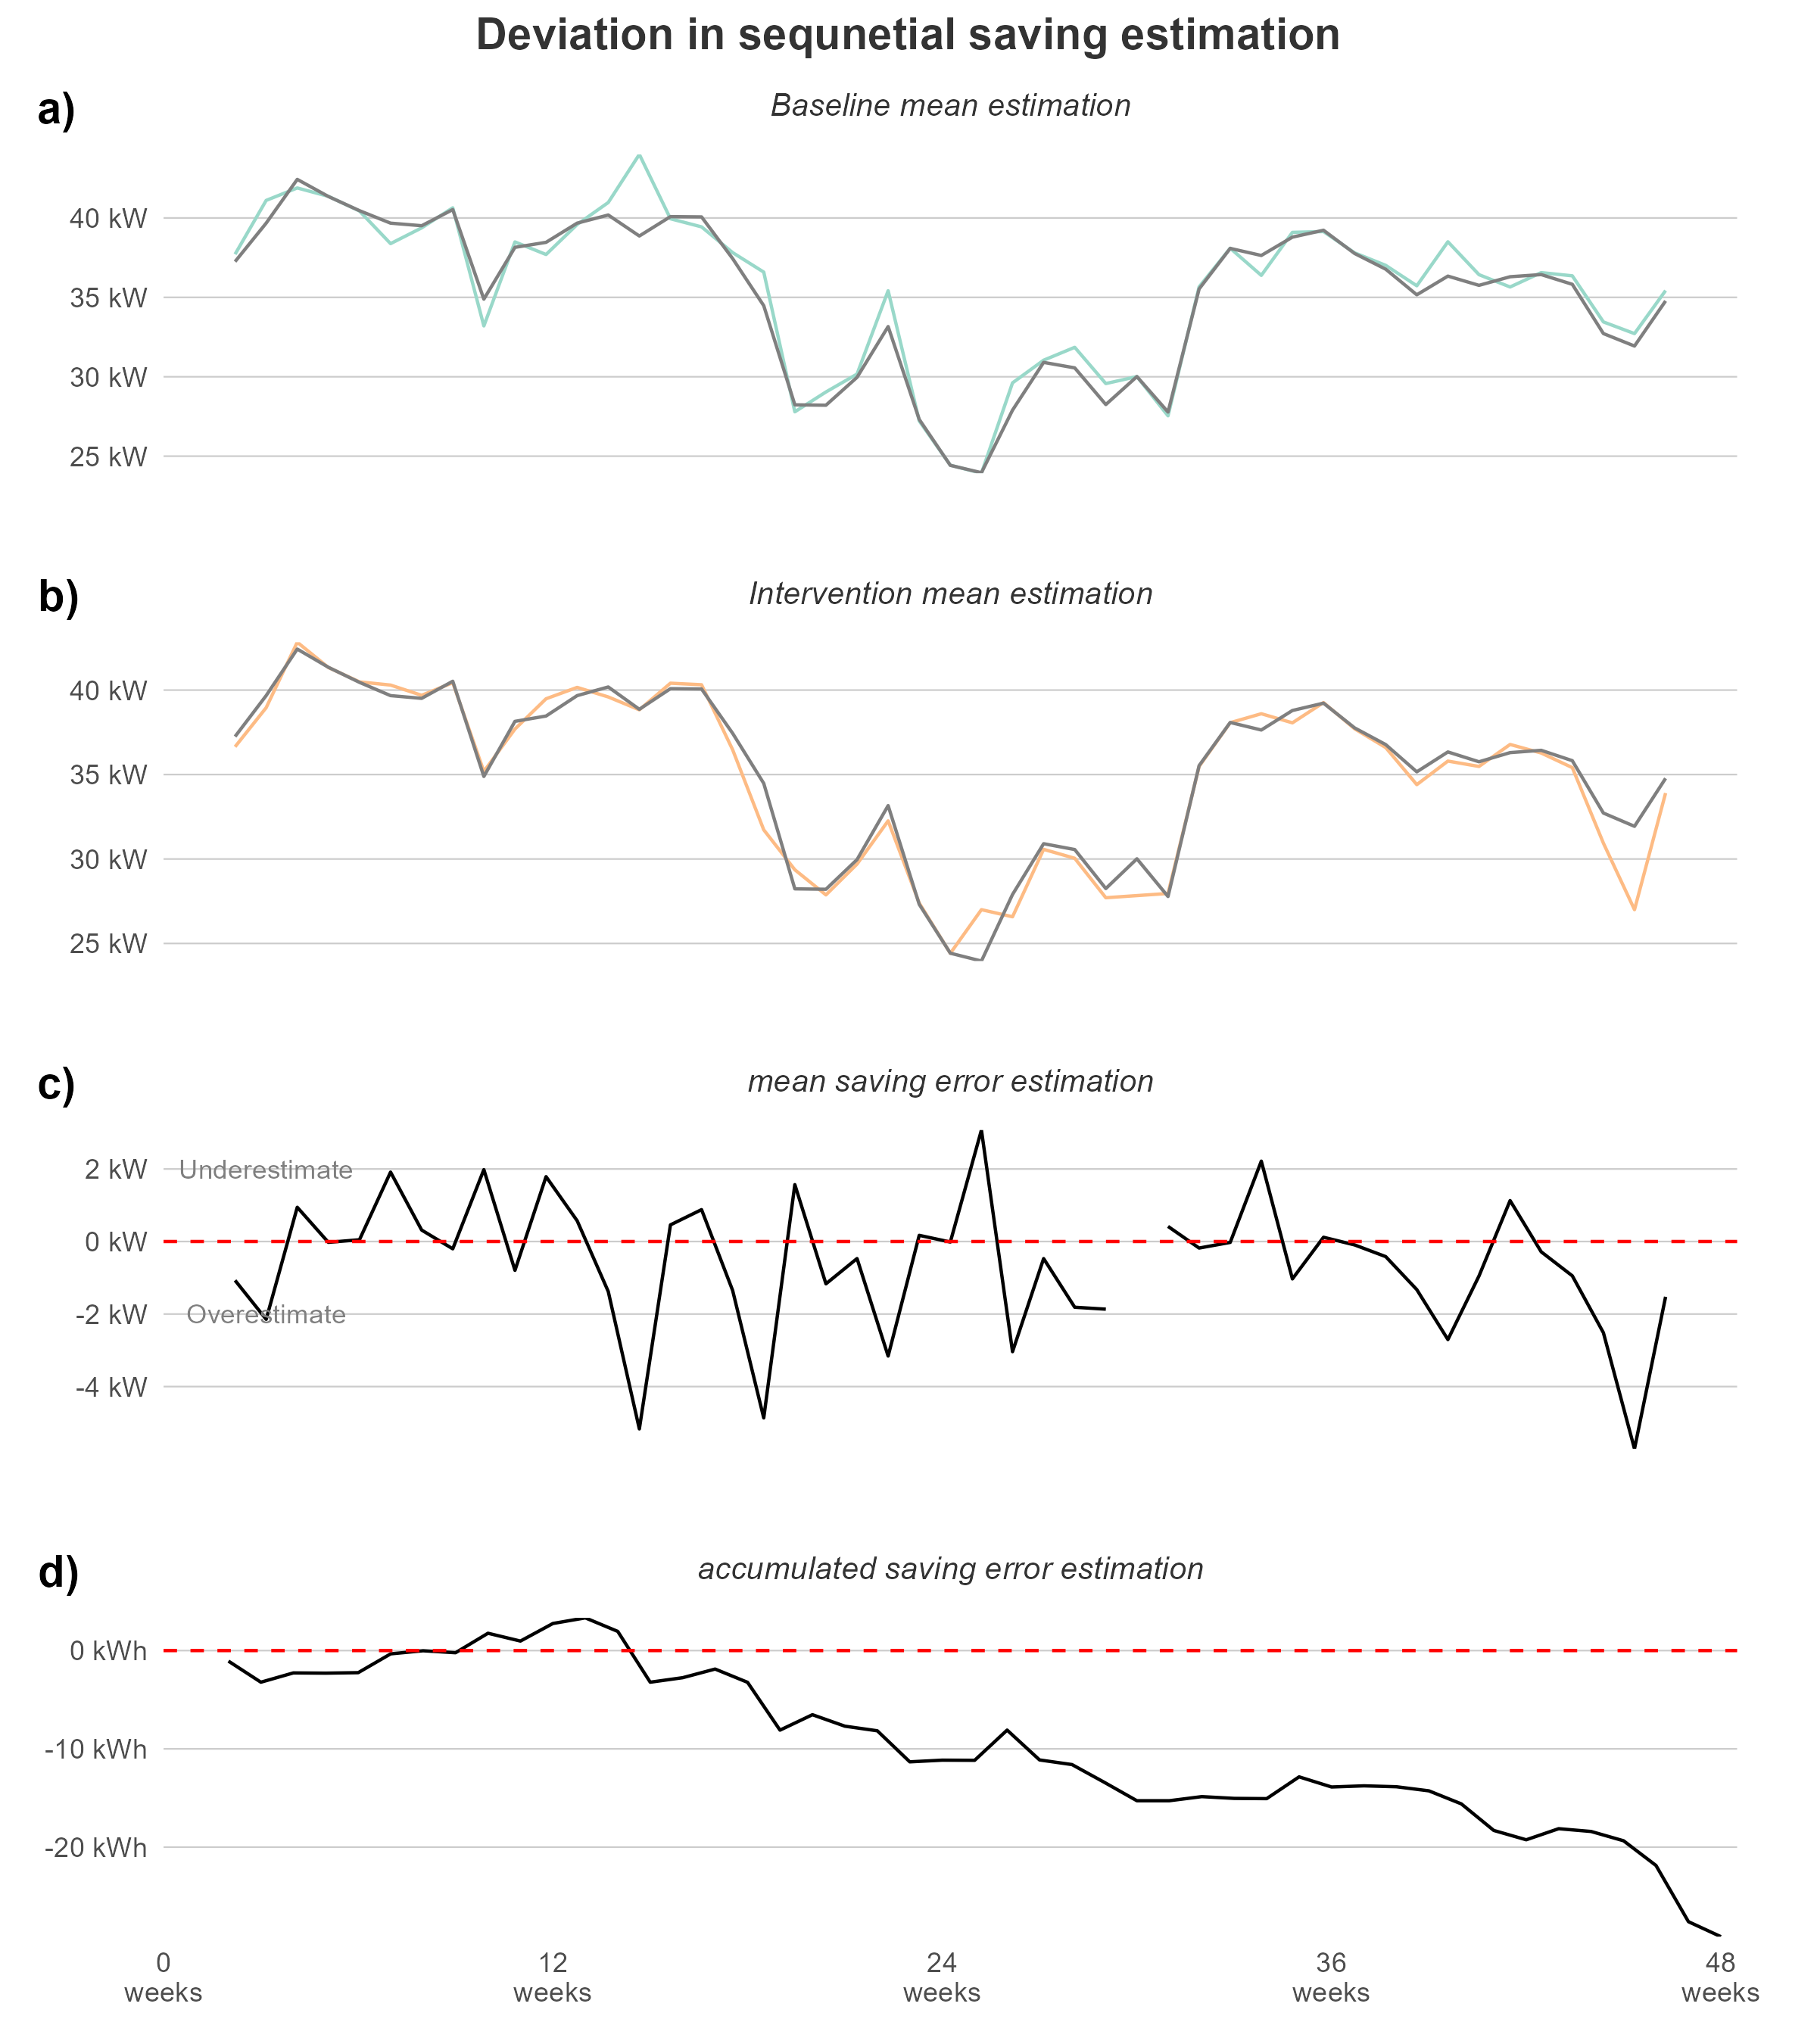 Deviation in sequnetial saving estimation
a)
Baseline mean estimation
40 kW
35 kW
30 kW
25 kW
b)
Intervention mean estimation
40 kW
35 kW
30 kW
25 kW
c)
mean saving error estimation
2 kW
Underestimate
0 kW
-2 kW
Overestimate
-4 kW
d)
accumulated saving error estimation
0 kWh
-10 kWh
-20 kWh
0 12 24 36 48
weeks weeks weeks weeks weeks